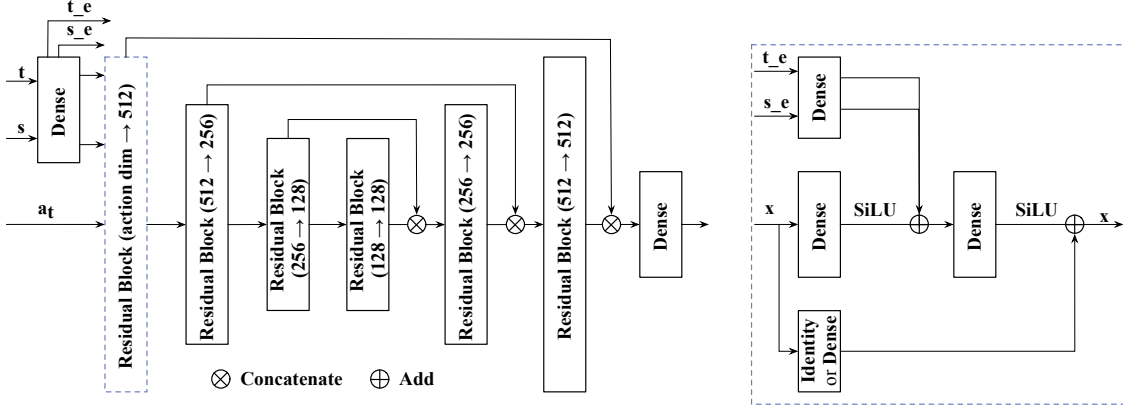 t_e
s_e
t
s
Dense
a_t
Residual Block (action dim → 512)
Residual Block (512 → 256)
Residual Block
(256 → 128)
Residual Block
(128 → 128)
Residual Block (256 → 256)
Residual Block (512 → 512)
Dense
Concatenate
Add
t_e
s_e
Dense
x
Dense
SiLU
Dense
SiLU
x
Identity
or Dense